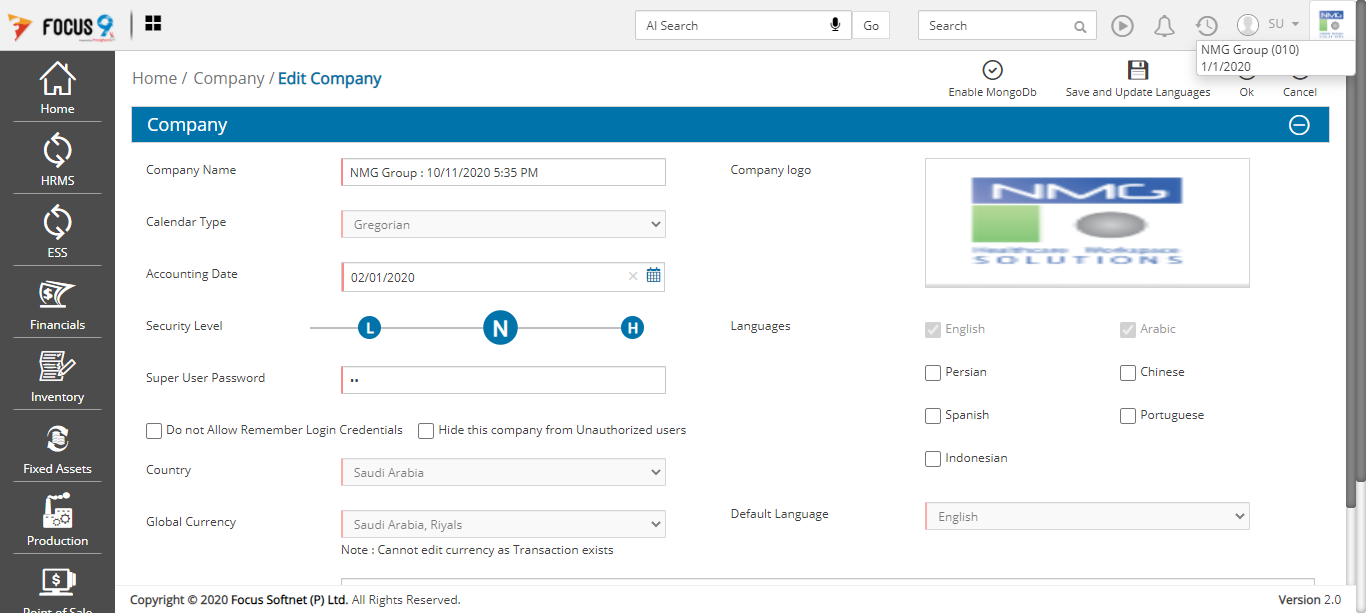 FOCUS 9
AI Search
Go
Search
SU
NMG Group (010)
1/1/2020
Home / Company / Edit Company
Enable MongoDb
Save and Update Languages
Ok
Cancel
Home
HRMS
ESS
Financials
Inventory
Fixed Assets
Production
Point of Sale
Company
Company Name
NMG Group : 10/11/2020 5:35 PM
Calendar Type
Gregorian
Accounting Date
02/01/2020
Security Level
L
N
H
Super User Password
••
Do not Allow Remember Login Credentials
Hide this company from Unauthorized users
Country
Saudi Arabia
Global Currency
Saudi Arabia, Riyals
Note : Cannot edit currency as Transaction exists
Company logo
NMG
Healthcare Workspace
SOLUTIONS
Languages
English
Arabic
Persian
Chinese
Spanish
Portuguese
Indonesian
Default Language
English
Copyright © 2020 Focus Softnet (P) Ltd. All Rights Reserved.
Version 2.0